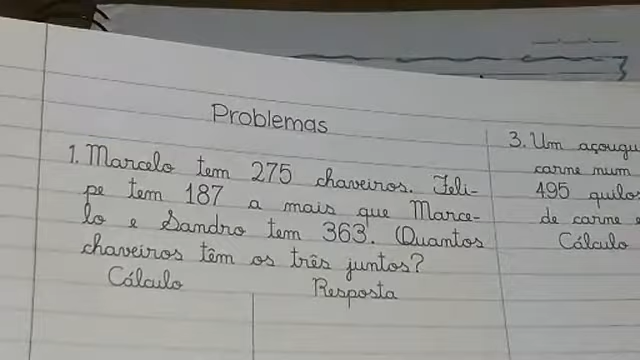 Problemas
1. Marcelo tem 275 chaveiros. Feli-
pe tem 187 a mais que Marce-
lo e Sandro tem 363. Quantos
chaveiros têm os três juntos?
Cálculo Resposta
3. Um açougu
carne num
495 quilos
de carne e
Cálculo